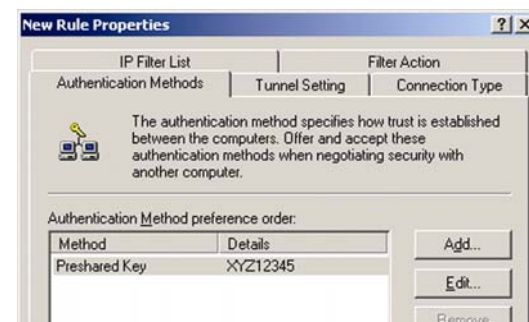 New Rule Properties
IP Filter List Filter Action
Authentication Methods Tunnel Setting Connection Type
The authentication method specifies how trust is established
between the computers. Offer and accept these
authentication methods when negotiating security with
another computer.
Authentication Method preference order:
Method Details
Preshared Key XYZ12345
Add...
Edit...
Remove